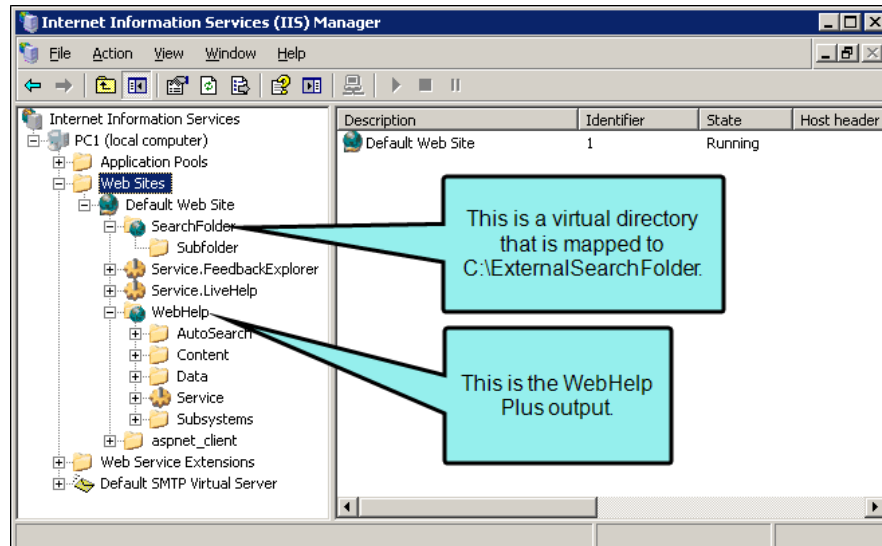 Internet Information Services (IIS) Manager
File Action View Window Help
Internet Information Services
PC1 (local computer)
Application Pools
Web Sites
Default Web Site
SearchFolder
Subfolder
Service.FeedbackExplorer
Service.LiveHelp
WebHelp
AutoSearch
Content
Data
Service
Subsystems
aspnet_client
Web Service Extensions
Default SMTP Virtual Server
Description Identifier State Host header
Default Web Site 1 Running
This is a virtual directory
that is mapped to
C:\ExternalSearchFolder.
This is the WebHelp
Plus output.